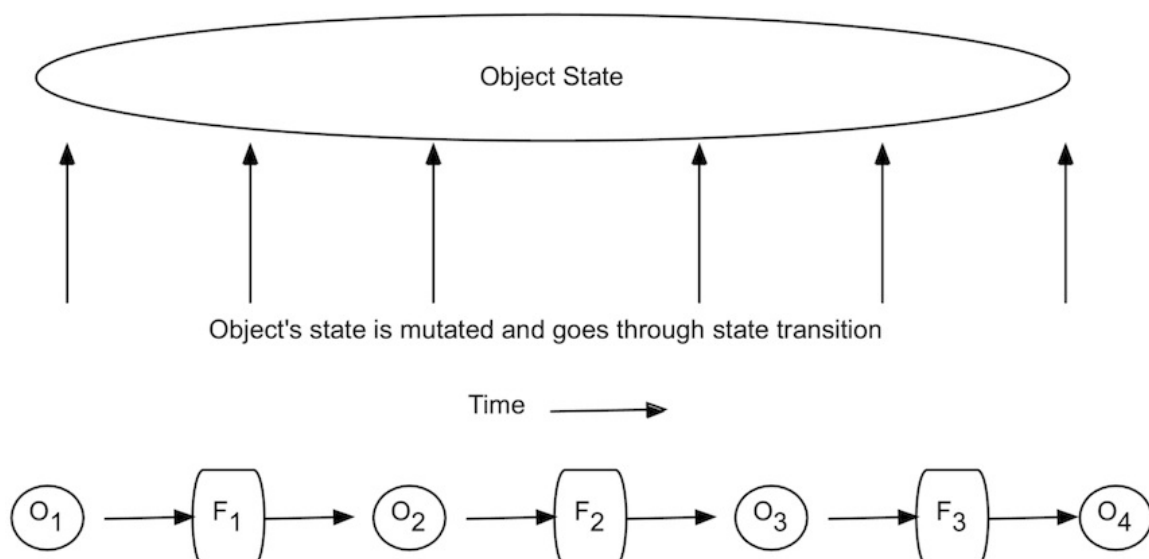 Object State
Object's state is mutated and goes through state transition
Time
O₁ F₁ O₂ F₂ O₃ F₃ O₄